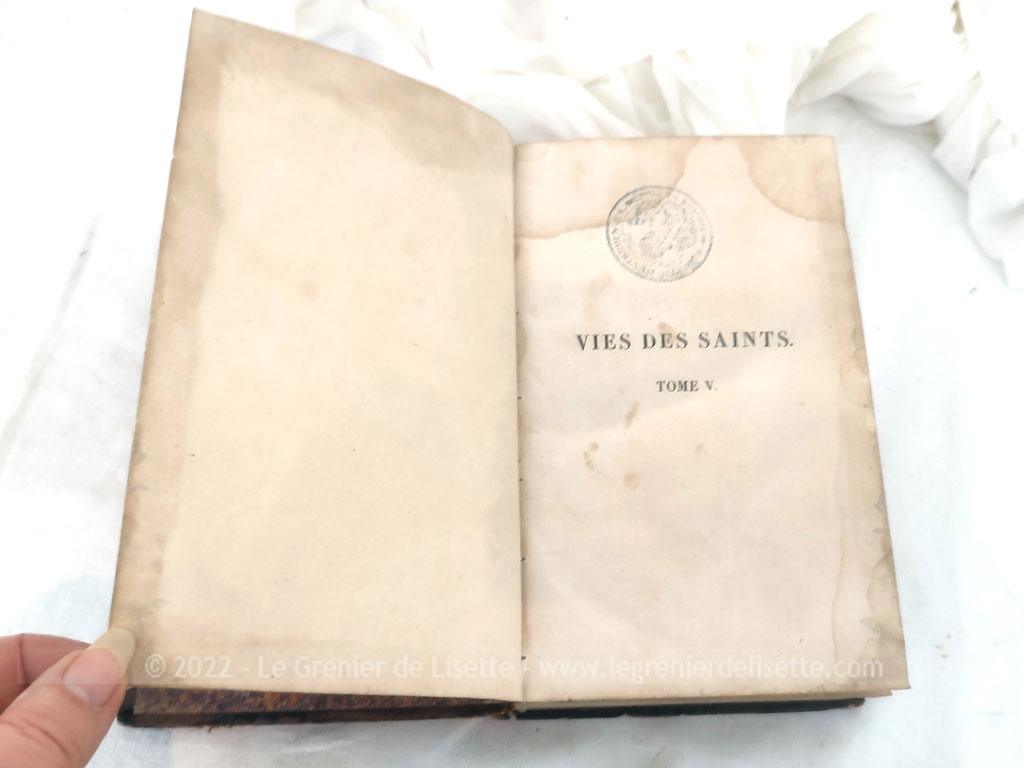 VIES DES SAINTS.
TOME V.
© 2022 - Le Grenier de Lisette - www.legrenierdelisette.com